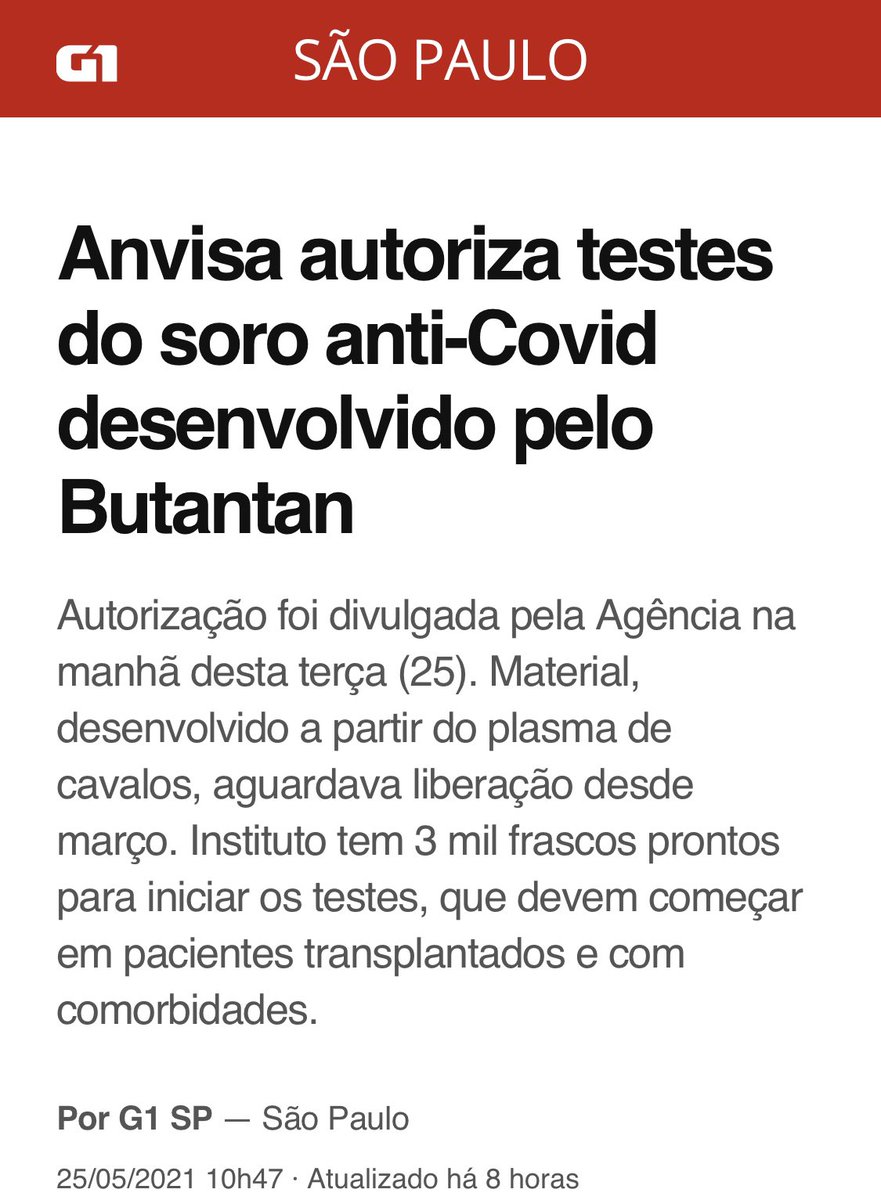 G1 SÃO PAULO
Anvisa autoriza testes
do soro anti-Covid
desenvolvido pelo
Butantan
Autorização foi divulgada pela Agência na
manhã desta terça (25). Material,
desenvolvido a partir do plasma de
cavalos, aguardava liberação desde
março. Instituto tem 3 mil frascos prontos
para iniciar os testes, que devem começar
em pacientes transplantados e com
comorbidades.
Por G1 SP — São Paulo
25/05/2021 10h47 · Atualizado há 8 horas